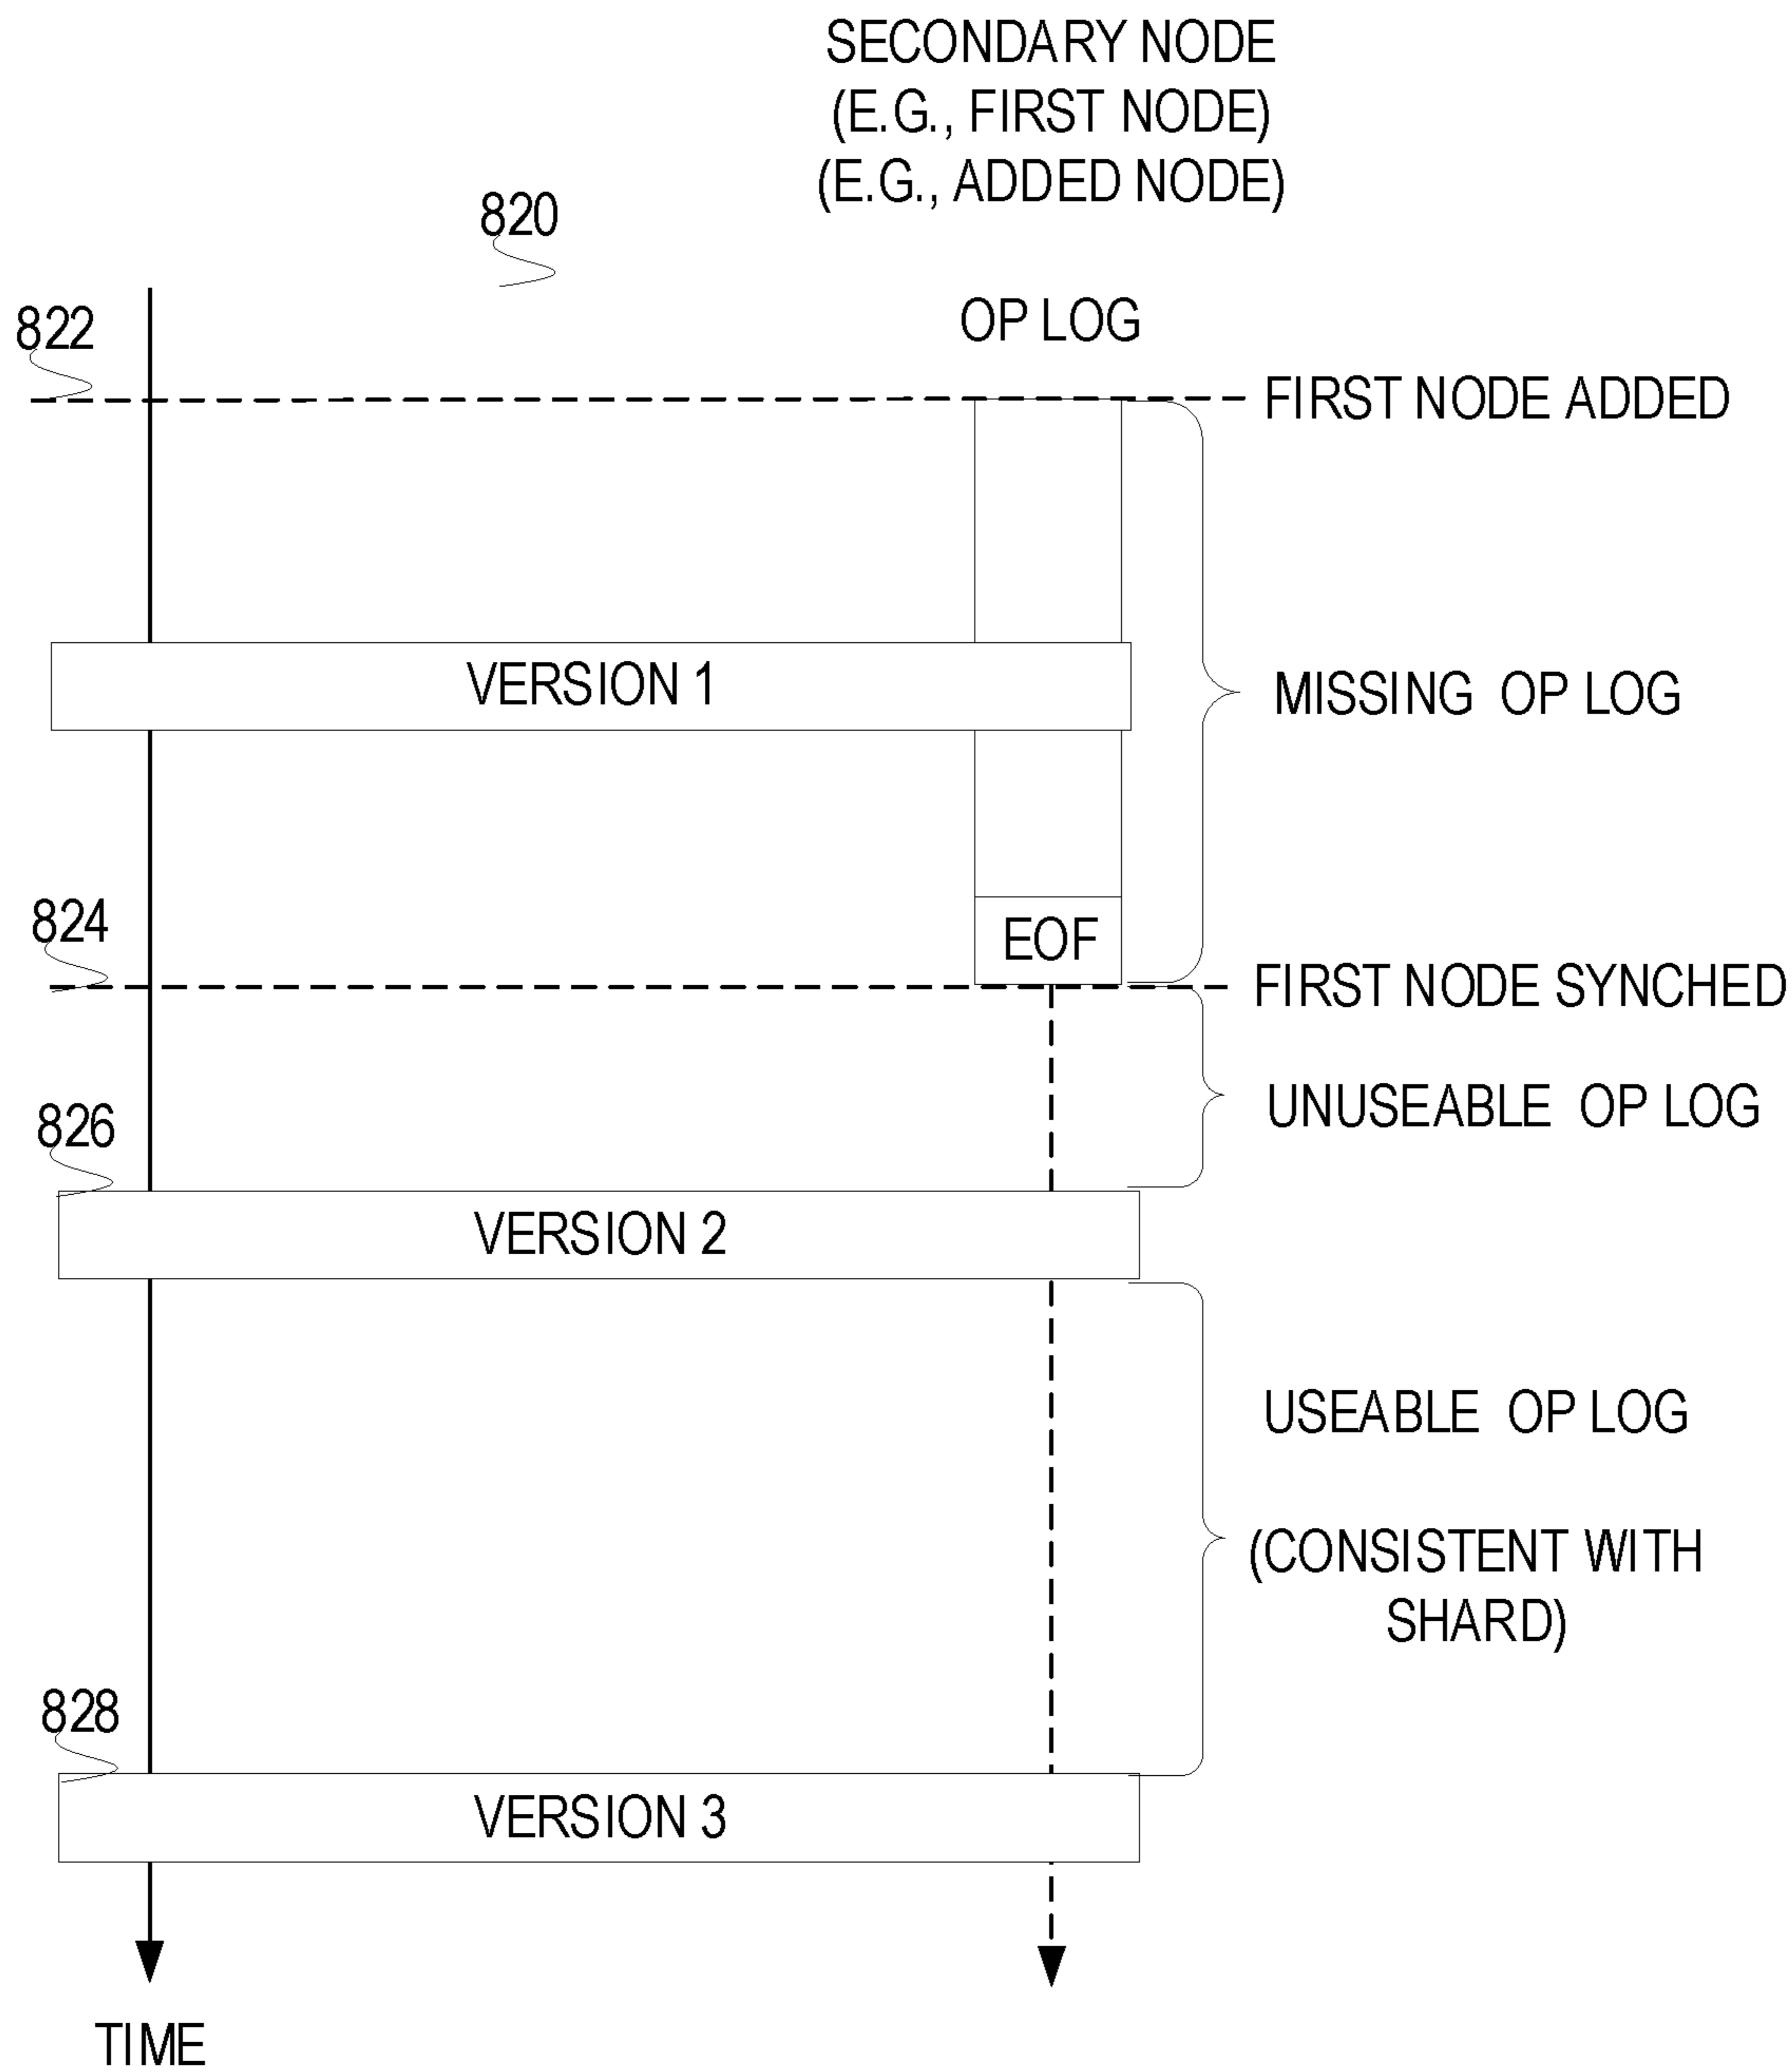 SECONDARY NODE
(E.G., FIRST NODE)
(E.G., ADDED NODE)
820
822
OP LOG
FIRST NODE ADDED
VERSION 1
MISSING OP LOG
824
EOF
FIRST NODE SYNCHED
826
UNUSEABLE OP LOG
VERSION 2
USEABLE OP LOG
(CONSISTENT WITH
SHARD)
828
VERSION 3
TIME